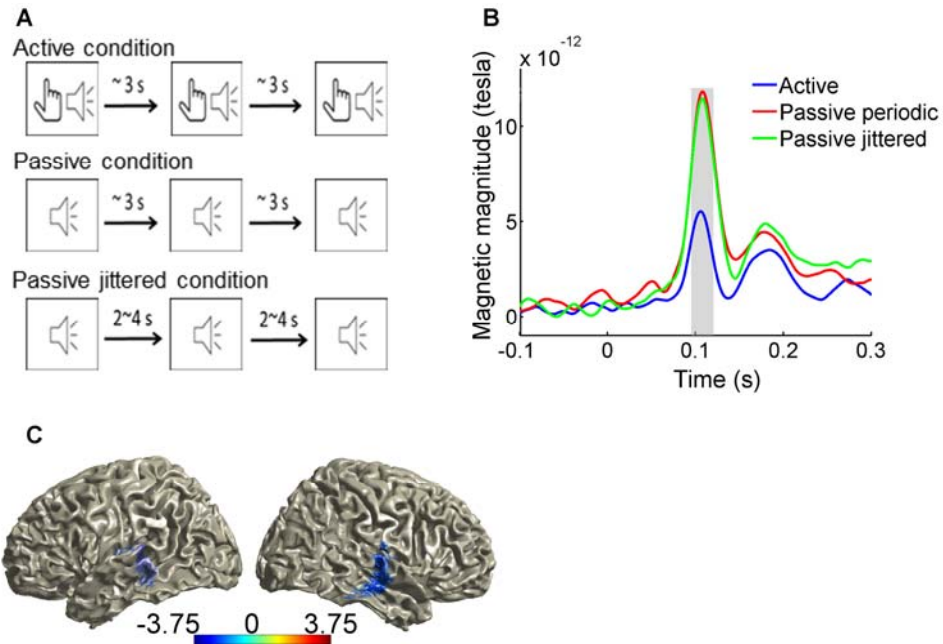 A
Active condition
~ 3 s
~ 3 s
Passive condition
~ 3 s
~ 3 s
Passive jittered condition
2~4 s
2~4 s
B
x 10-12
Magnetic magnitude (tesla)
10
5
0
-0.1
0
0.1
0.2
0.3
Time (s)
Active
Passive periodic
Passive jittered
C
-3.75 0 3.75